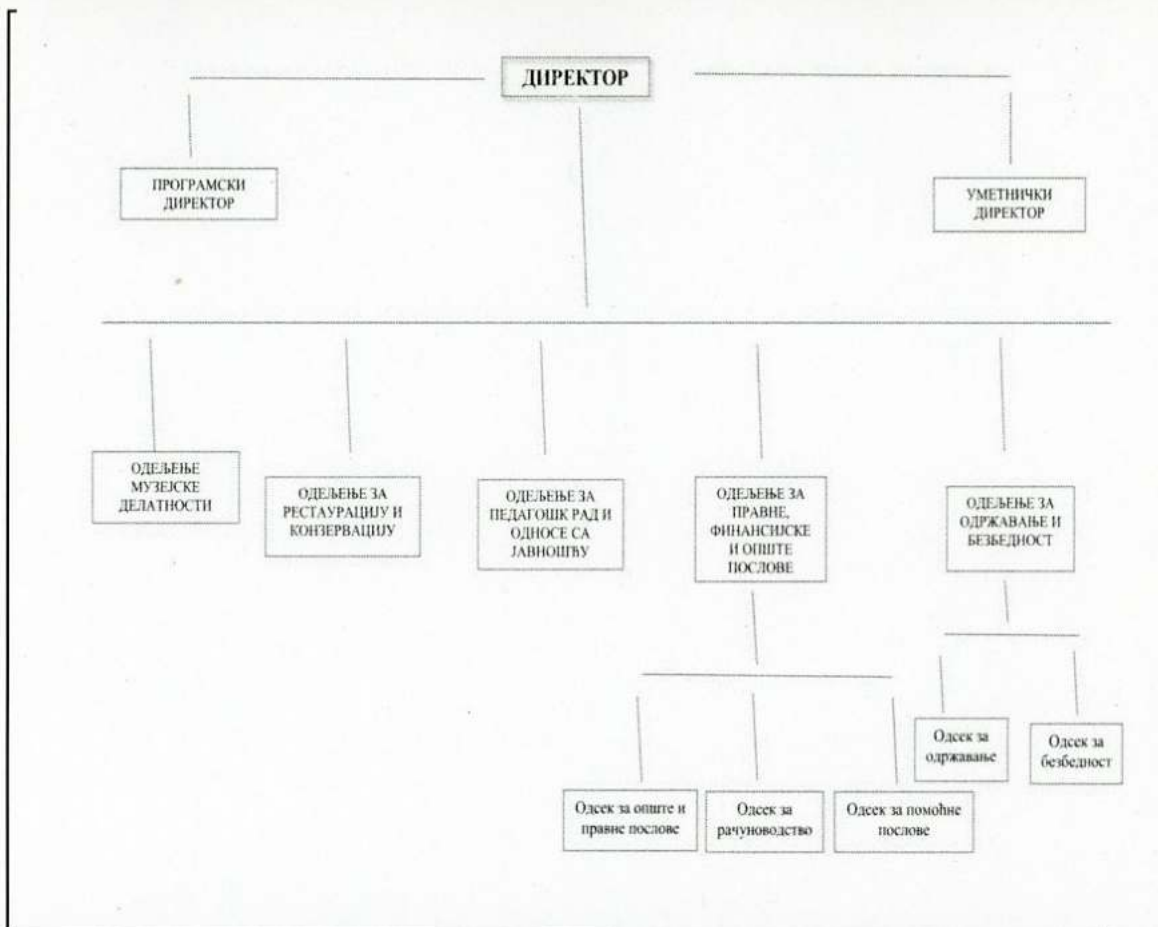 ДИРЕКТОР
ПРОГРАМСКИ
ДИРЕКТОР
УМЕТНИЧКИ
ДИРЕКТОР
ОДЕЉЕЊЕ
МУЗЕЈСКЕ
ДЕЛАТНОСТИ
ОДЕЉЕЊЕ ЗА
РЕСТАУРАЦИЈУ И
КОНЗЕРВАЦИЈУ
ОДЕЉЕЊЕ ЗА
ПЕДАГОШК РАД И
ОДНОСЕ СА
ЈАВНОШЋУ
ОДЕЉЕЊЕ ЗА
ПРАВНЕ,
ФИНАНСИЈСКЕ
И ОПШТЕ
ПОСЛОВЕ
ОДЕЉЕЊЕ ЗА
ОДРЖАВАЊЕ И
БЕЗБЕДНОСТ
Одсек за
одржавање
Одсек за
безбедност
Одсек за опште и
правне послове
Одсек за
рачуноводство
Одсек за помоћне
послове